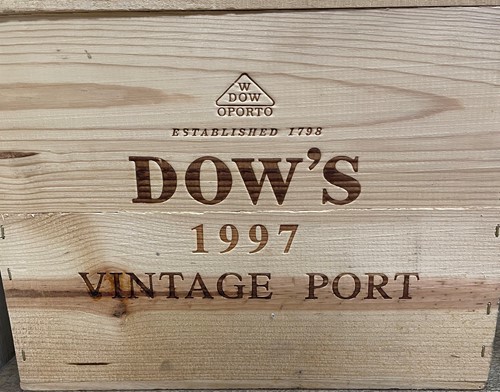 W
DOW
OPORTO
ESTABLISHED 1798
DOW'S
1997
VINTAGE PORT